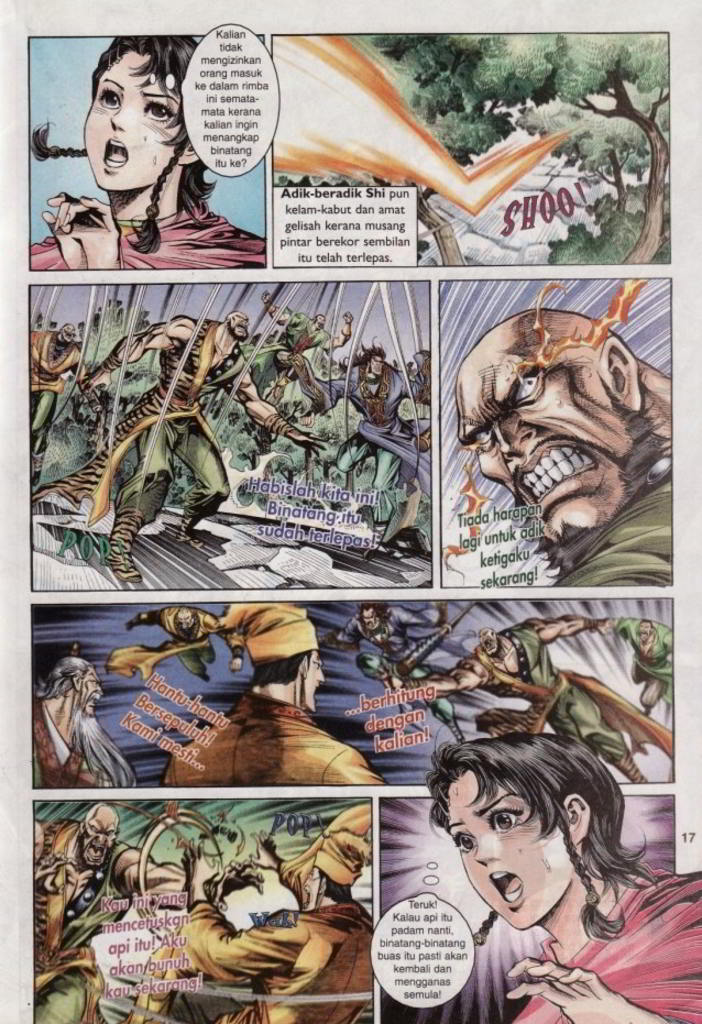 Kalian
tidak
mengizinkan
orang masuk
ke dalam rimba
ini semata-
mata kerana
kalian ingin
menangkap
binatang
itu ke?
Adik-beradik Shi pun
kelam-kabut dan amat
gelisah kerana musang
pintar berekor sembilan
itu telah terlepas.
SHOO!
Habislah kita ini!
Binatang itu
sudah terlepas!
POP!
Tiada harapan
lagi untuk adik
ketigaku
sekarang!
Hantu-hantu
Bersepuluh!
Kami mesti...
...berhitung
dengan
kalian!
17
POP!
Kau ini yang
mencetuskan
api itu! Aku
akan bunuh
kau sekarang!
Teruk!
Kalau api itu
padam nanti,
binatang-binatang
buas itu pasti akan
kembali dan
mengganas
semula!